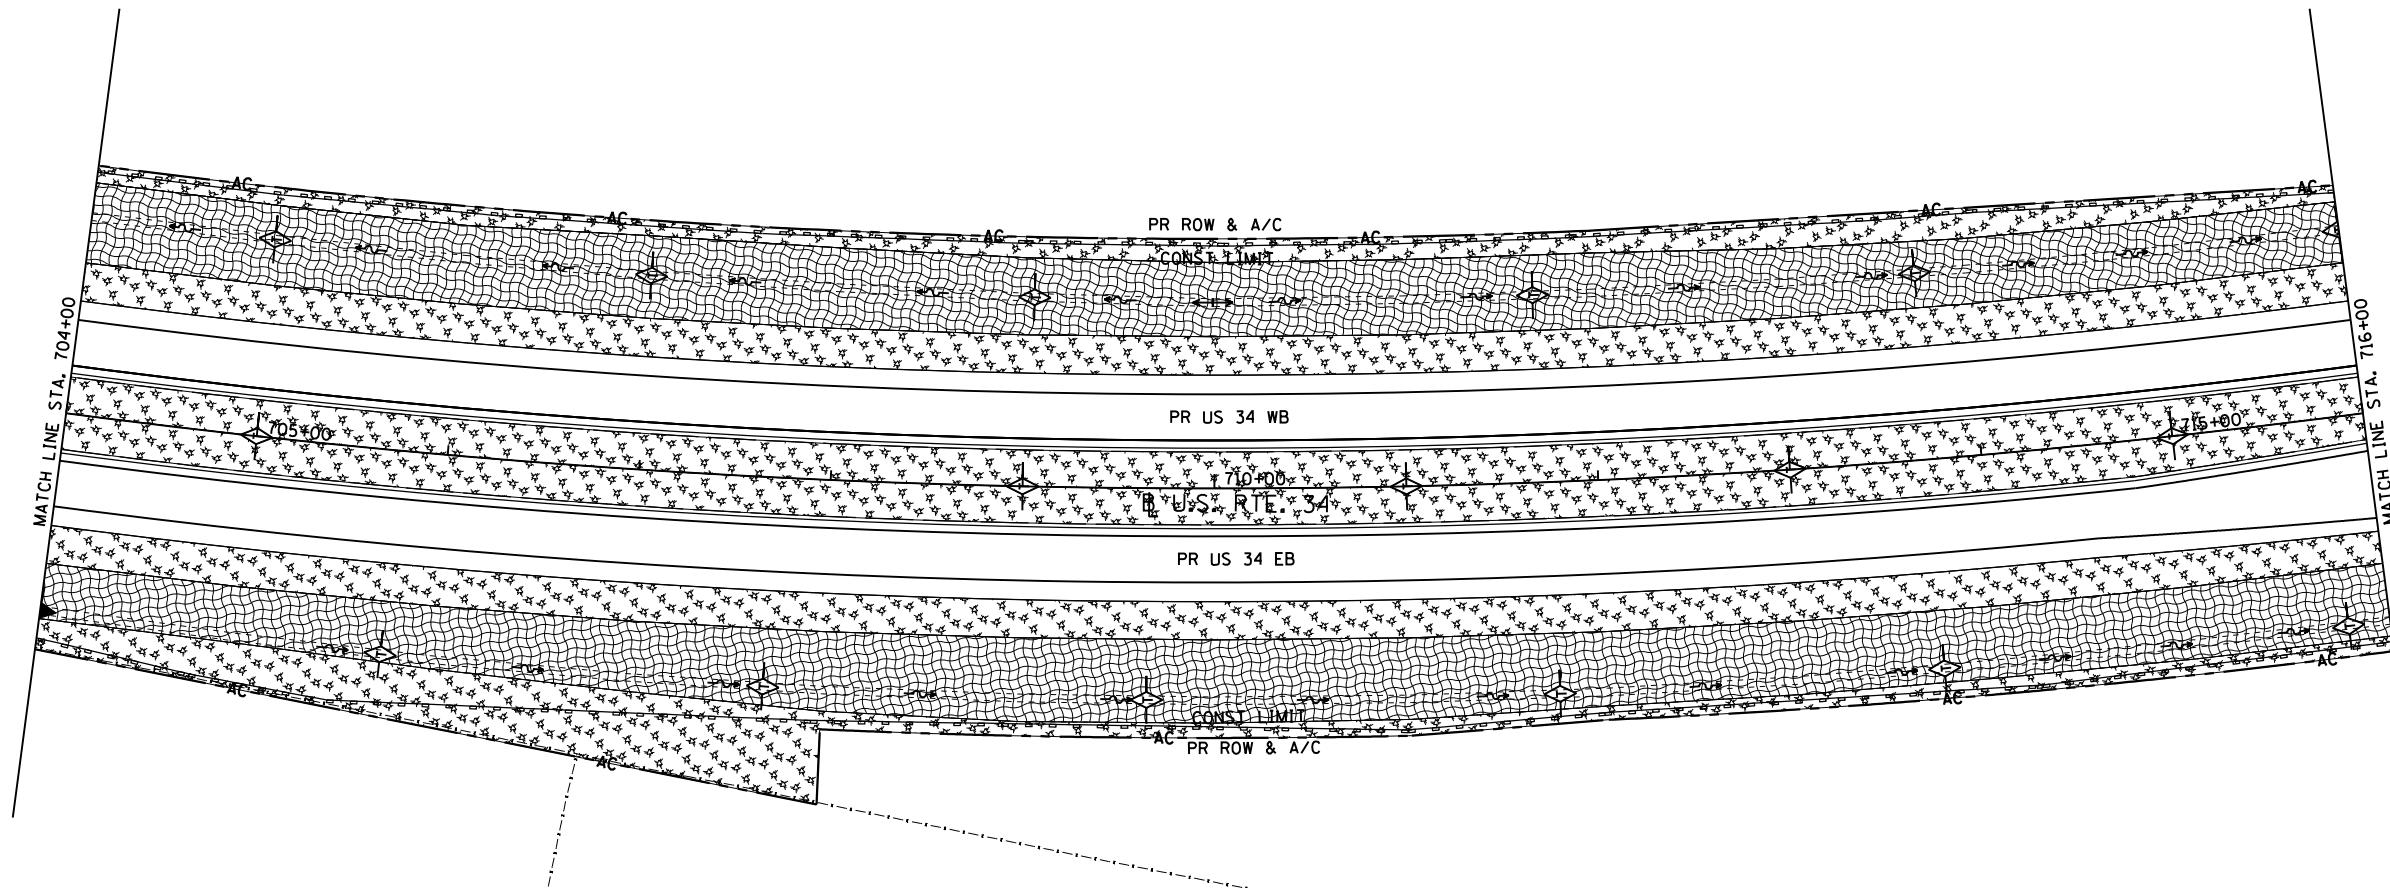 AC
AC
AC
PR ROW & A/C
AC
AC
AC
CONST LIMIT
MATCH LINE STA. 704+00
MATCH LINE STA. 716+00
PR US 34 WB
705+00
715+00
710+00
BL U.S. RTE. 34
PR US 34 EB
AC
AC
AC
CONST LIMIT
AC
PR ROW & A/C
AC